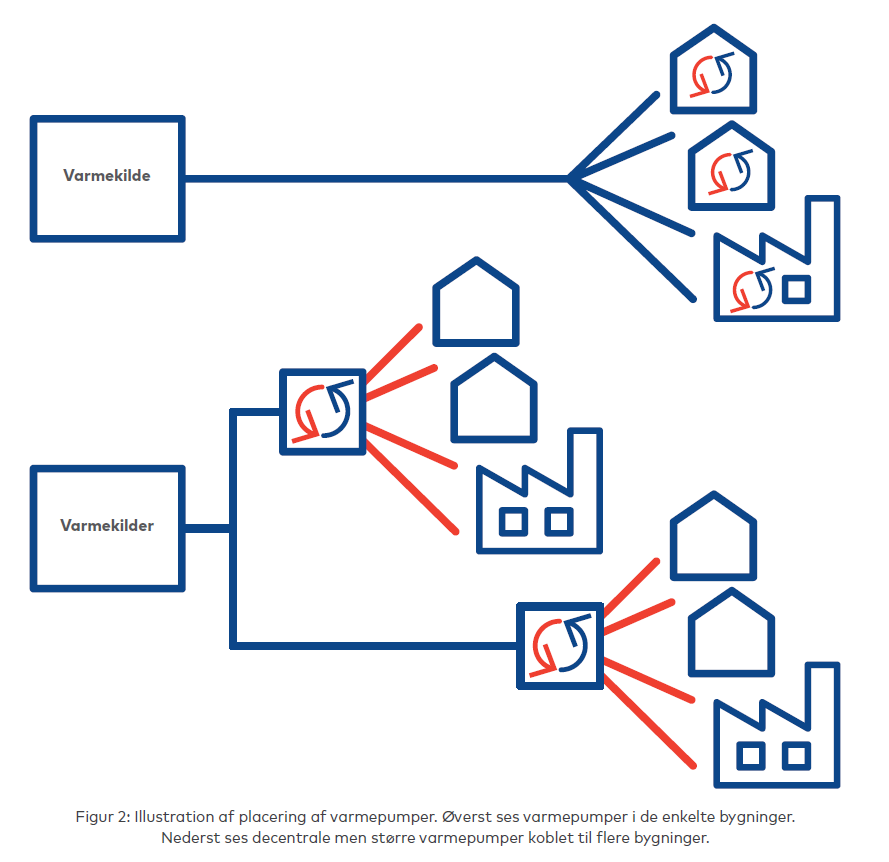 Varmekilde
Varmekilder
Figur 2: Illustration af placering af varmepumper. Øverst ses varmepumper i de enkelte bygninger.
Nederst ses decentrale men større varmepumper koblet til flere bygninger.